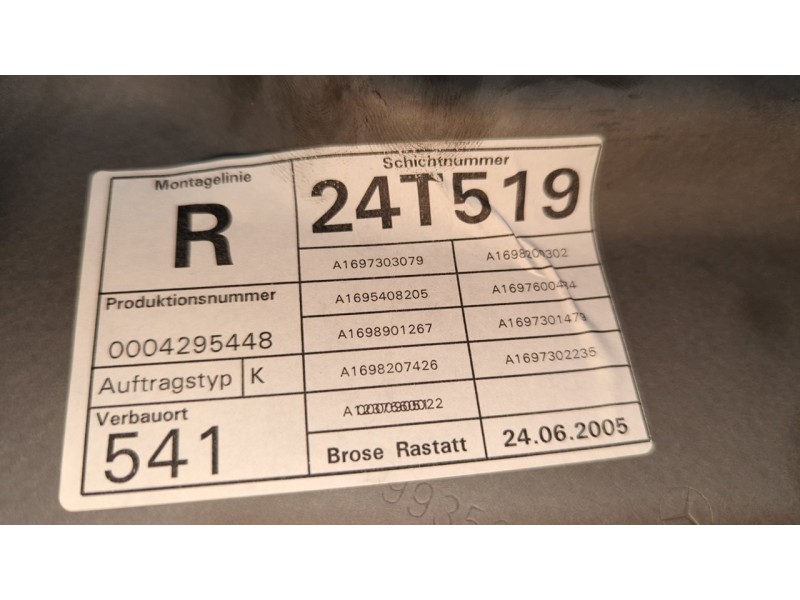 Montagelinie
R
Schichtnummer
24T519
A1697303079
A1695408205
A1698901267
A1698207426
A1697301479
A1697302235
Produktionsnummer
0004295448
Auftragstyp K
Verbauort
541
Brose Rastatt
24.06.2005